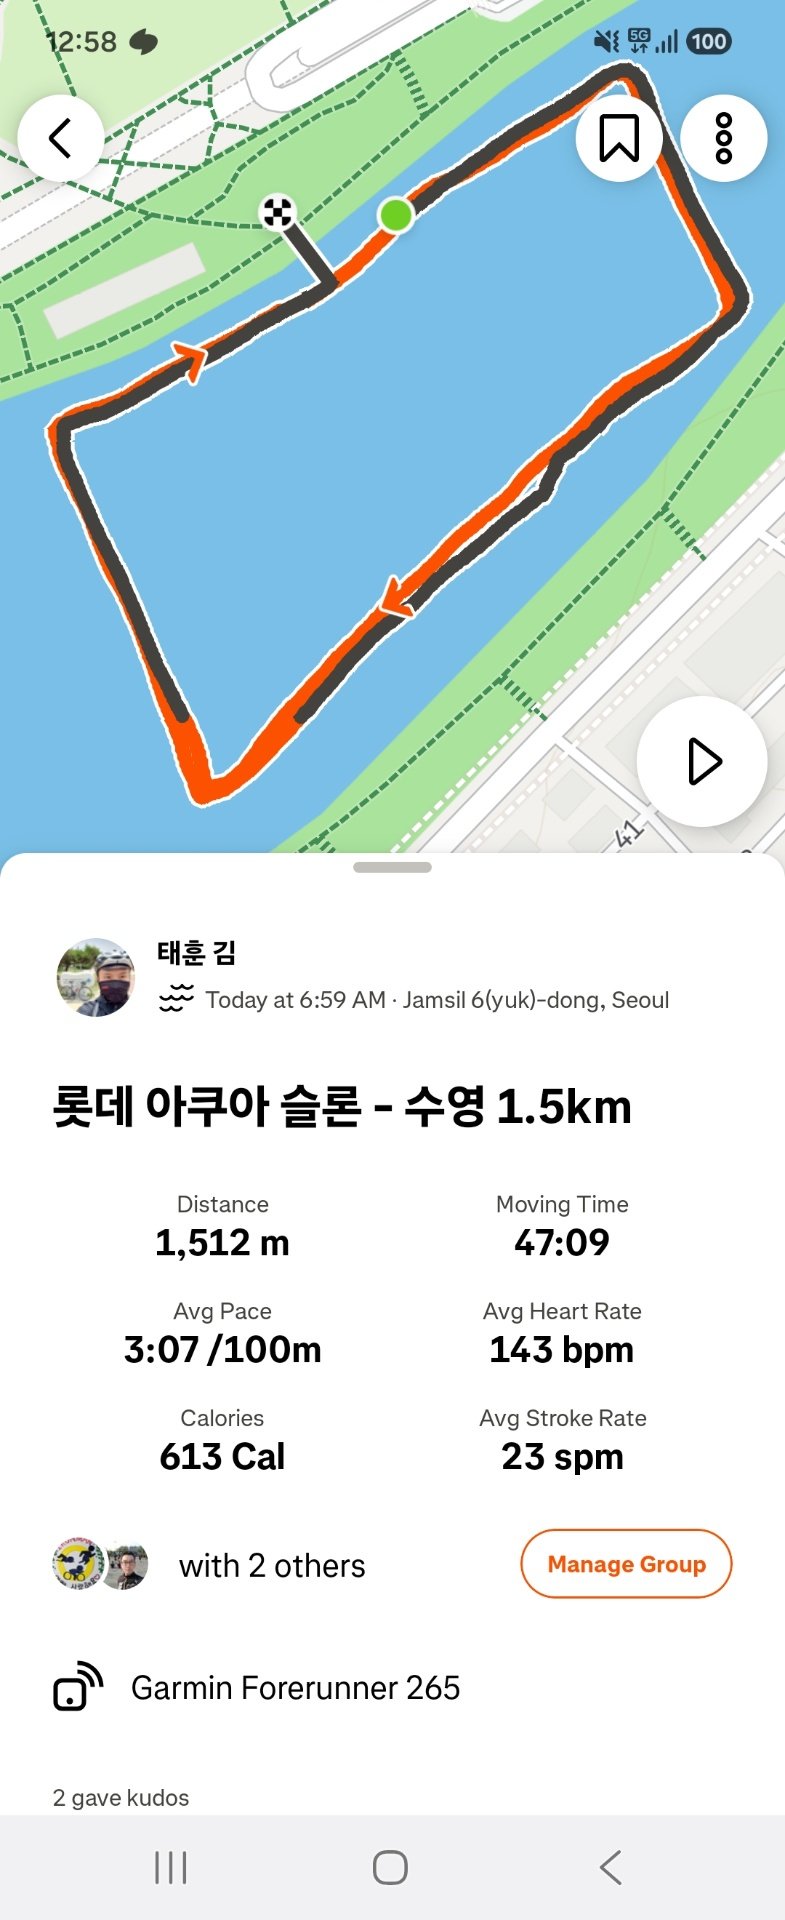 12:58
5G
100
41
태훈 김
Today at 6:59 AM · Jamsil 6(yuk)-dong, Seoul
롯데 아쿠아 슬론 - 수영 1.5km
Distance
Moving Time
1,512 m
47:09
Avg Pace
Avg Heart Rate
3:07 /100m
143 bpm
Calories
Avg Stroke Rate
613 Cal
23 spm
with 2 others
Manage Group
Garmin Forerunner 265
2 gave kudos